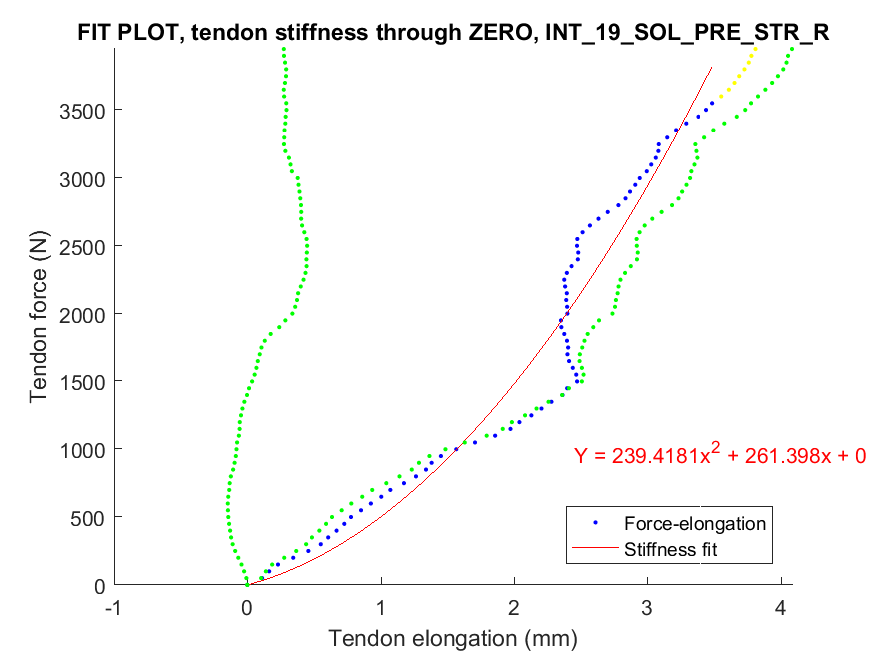 FIT PLOT, tendon stiffness through ZERO, INT_19_SOL_PRE_STR_R
3500
3000
2500
2000
1500
1000
500
0
Tendon force (N)
Y = 239.4181x² + 261.398x + 0
Force-elongation
Stiffness fit
-1 0 1 2 3 4
Tendon elongation (mm)